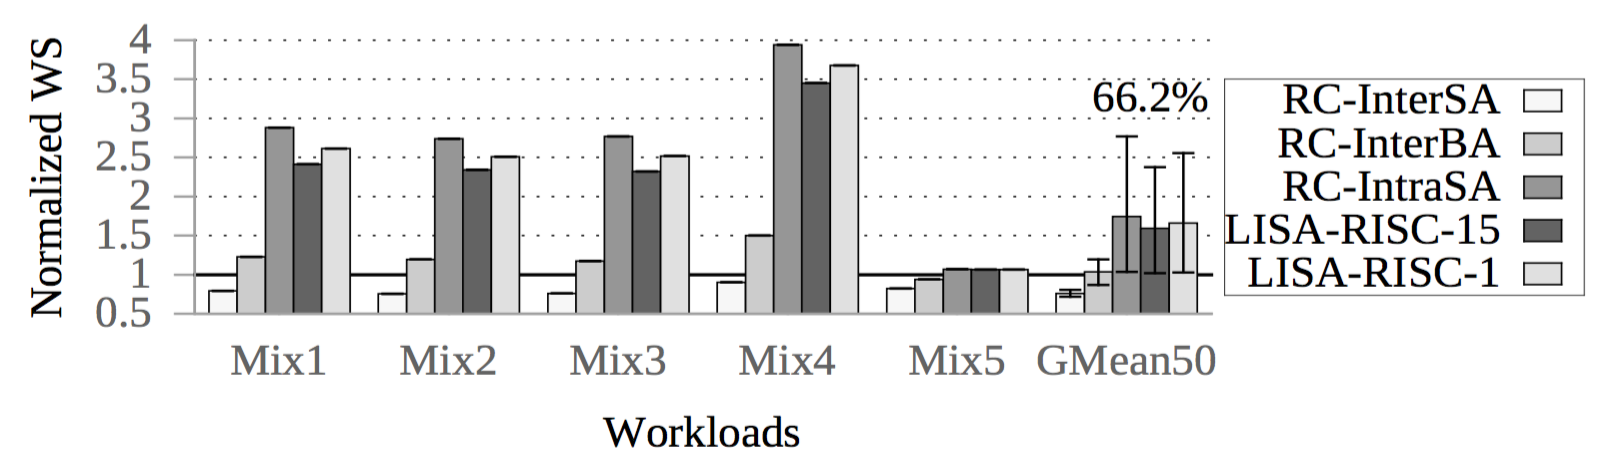 Normalized WS
4
3.5
3
2.5
2
1.5
1
0.5
66.2%
RC-InterSA
RC-InterBA
RC-IntraSA
LISA-RISC-15
LISA-RISC-1
Mix1 Mix2 Mix3 Mix4 Mix5 GMean50
Workloads